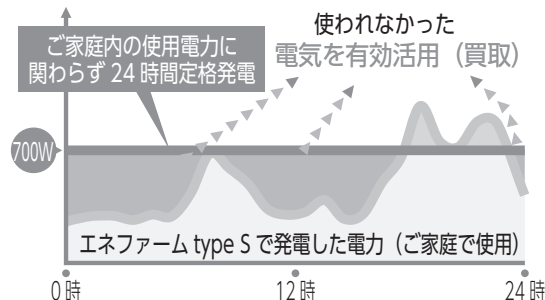 使われなかった
電気を有効活用（買取）
ご家庭内の使用電力に
関わらず 24 時間定格発電
700W
エネファーム type S で発電した電力（ご家庭で使用）
0 時
12 時
24 時